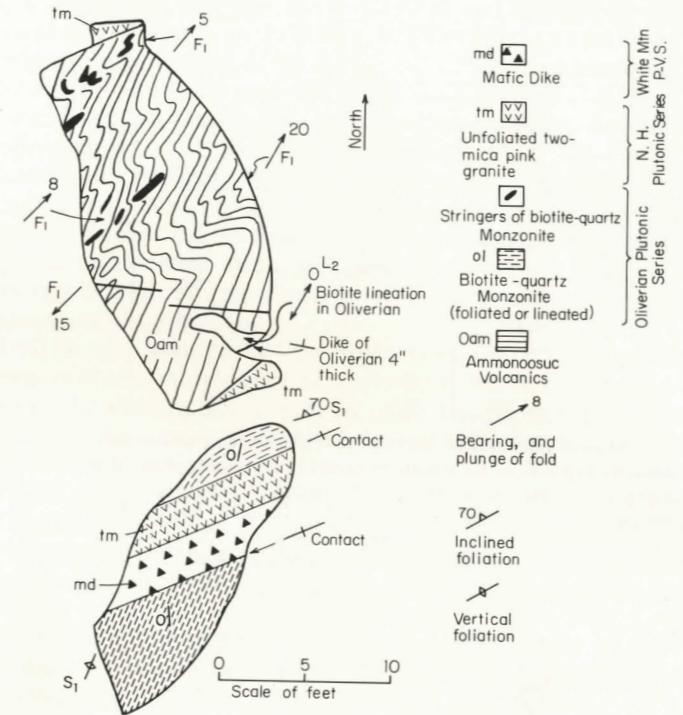 tm
5
F₁
20
F₁
North
8
F₁
F₁
15
Oam
0 L₂
Biotite lineation
in Oliverian
Dike of
Oliverian 4"
thick
tm
70 S₁
Contact
ol
tm
Contact
md
ol
S₁
0 5 10
Scale of feet
md
Mafic Dike
White Mtn
P.-V. S.
tm
Unfoliated two-
mica pink
granite
N. H.
Plutonic Series
Stringers of biotite-quartz
Monzonite
ol
Biotite-quartz
Monzonite
(foliated or lineated)
Oliverian Plutonic
Series
Oam
Ammonoosuc
Volcanics
8
Bearing, and
plunge of fold
70
Inclined
foliation
Vertical
foliation